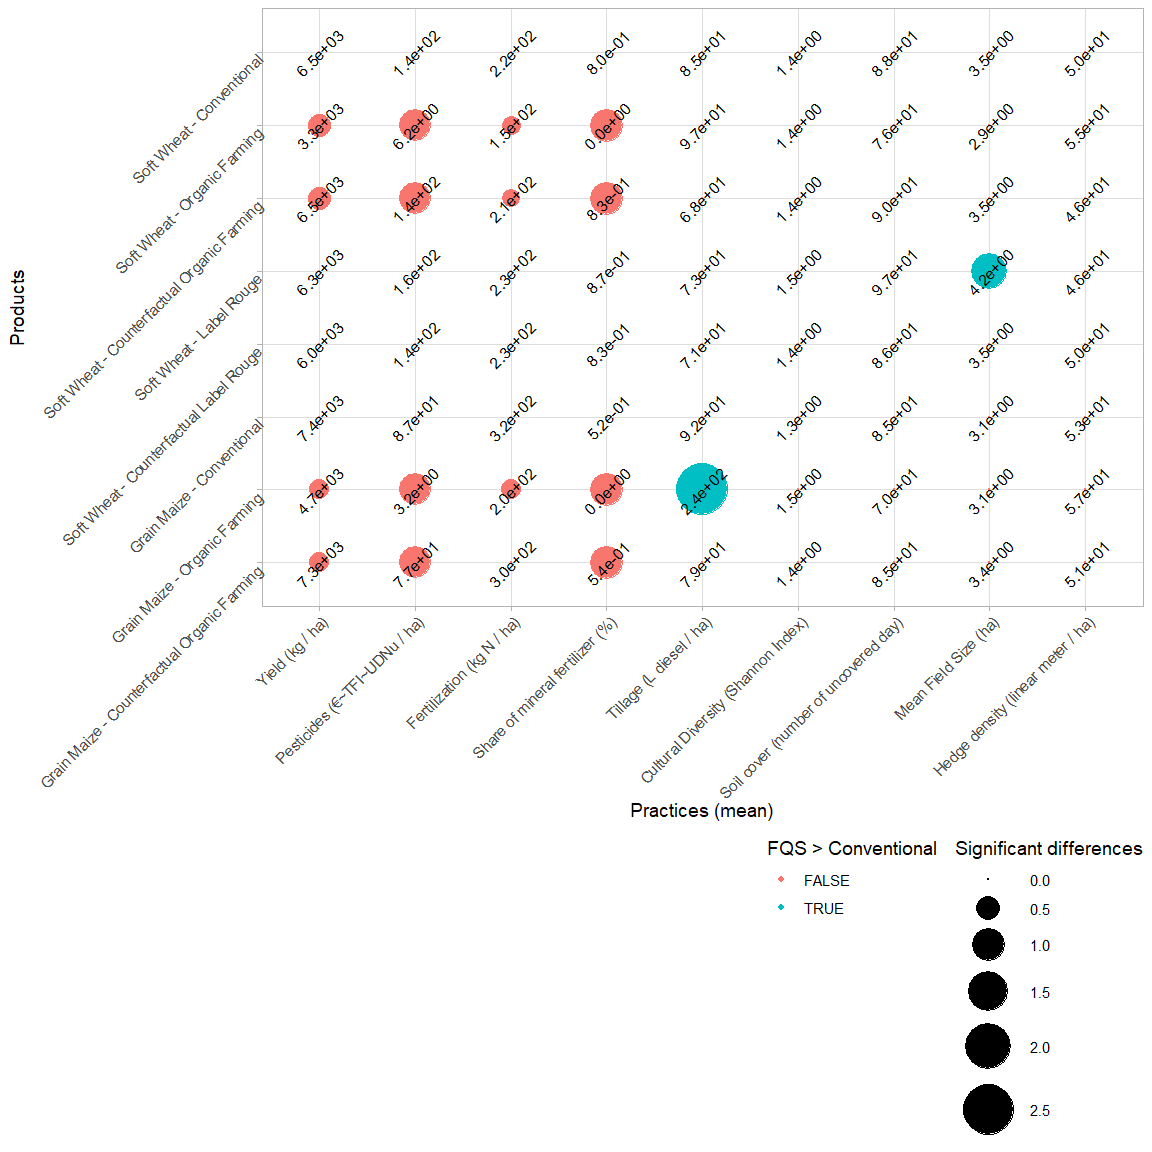 Products
Soft Wheat - Conventional
6.5e+03 1.4e+02 2.2e+02 8.0e-01 8.5e+01 1.4e+00 8.8e+01 3.5e+00 5.0e+01
Soft Wheat - Organic Farming
3.3e+03 6.2e+00 1.5e+02 0.0e+00 9.7e+01 1.4e+00 7.6e+01 2.9e+00 5.5e+01
Soft Wheat - Counterfactual Organic Farming
6.5e+03 1.4e+02 2.1e+02 8.3e-01 6.8e+01 1.4e+00 9.0e+01 3.5e+00 4.6e+01
Soft Wheat - Label Rouge
6.3e+03 1.6e+02 2.3e+02 8.7e-01 7.3e+01 1.5e+00 9.7e+01 4.2e+00 4.6e+01
Soft Wheat - Counterfactual Label Rouge
6.0e+03 1.4e+02 2.3e+02 8.3e-01 7.1e+01 1.4e+00 8.6e+01 3.5e+00 5.0e+01
Grain Maize - Conventional
7.4e+03 8.7e+01 3.2e+02 5.2e-01 9.2e+01 1.3e+00 8.5e+01 3.1e+00 5.3e+01
Grain Maize - Organic Farming
4.7e+03 3.2e+00 2.0e+02 0.0e+00 2.4e+02 1.5e+00 7.0e+01 3.1e+00 5.7e+01
Grain Maize - Counterfactual Organic Farming
7.3e+03 7.7e+01 3.0e+02 5.4e-01 7.9e+01 1.4e+00 8.5e+01 3.4e+00 5.1e+01
Yield (kg / ha)
Pesticides (€~TFI~UDNu / ha)
Fertilization (kg N / ha)
Share of mineral fertilizer (%)
Tillage (L diesel / ha)
Cultural Diversity (Shannon Index)
Soil cover (number of uncovered day)
Mean Field Size (ha)
Hedge density (linear meter / ha)
Practices (mean)
FQS > Conventional
FALSE
TRUE
Significant differences
0.0
0.5
1.0
1.5
2.0
2.5